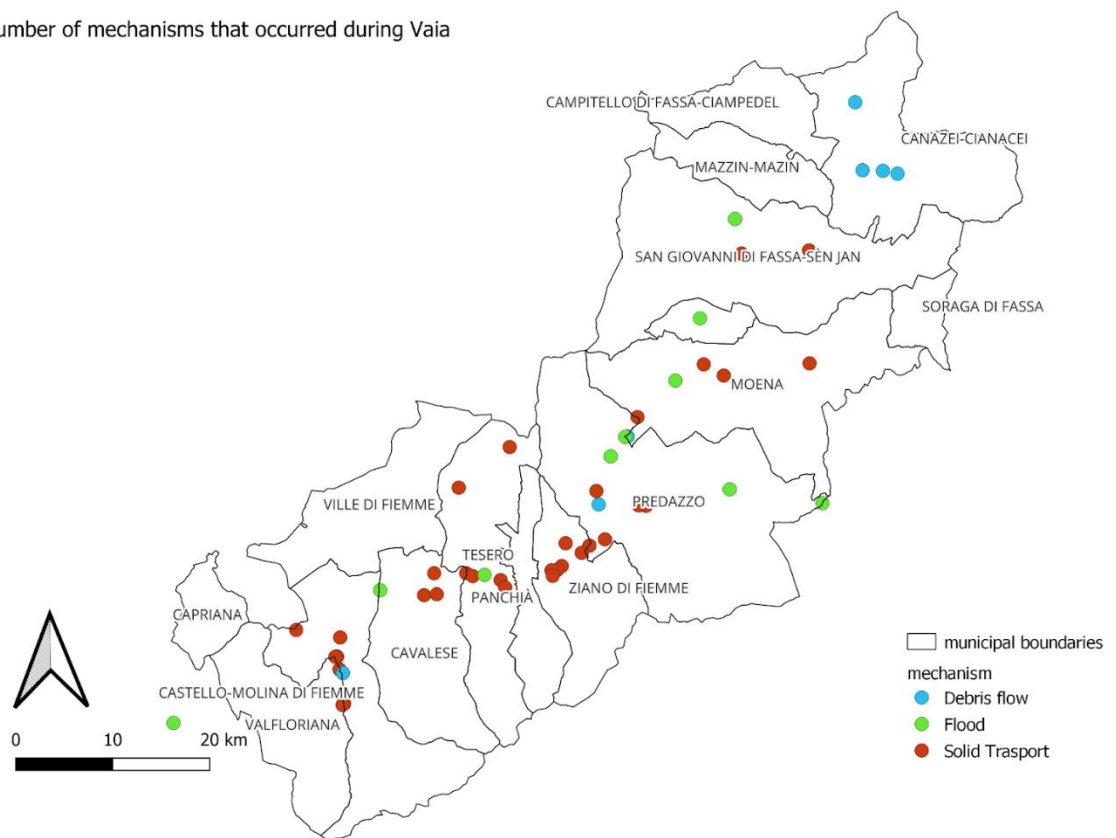 umber of mechanisms that occurred during Vaia
CAMPITELLO DI FASSA-CIAMPEDEL
CANAZEI-CIANACEI
MAZZIN-MAZIN
SAN GIOVANNI DI FASSA-SÈN JAN
SORAGA DI FASSA
MOENA
VILLE DI FIEMME
PREDAZZO
TESERO
PANCHIÀ
ZIANO DI FIEMME
CAPRIANA
CAVALESE
CASTELLO-MOLINA DI FIEMME
VALFLORIANA
0 10 20 km
municipal boundaries
mechanism
Debris flow
Flood
Solid Trasport